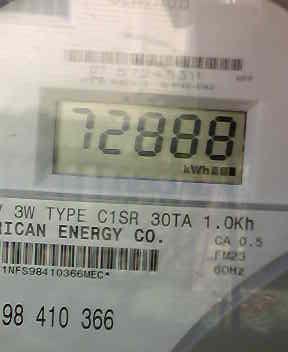 72888
kWh
3W TYPE C1SR 30TA 1.0Kh
RICAN ENERGY CO.
CA 0.5
FM23
60HZ
1NFS98410366MEC*
98 410 366